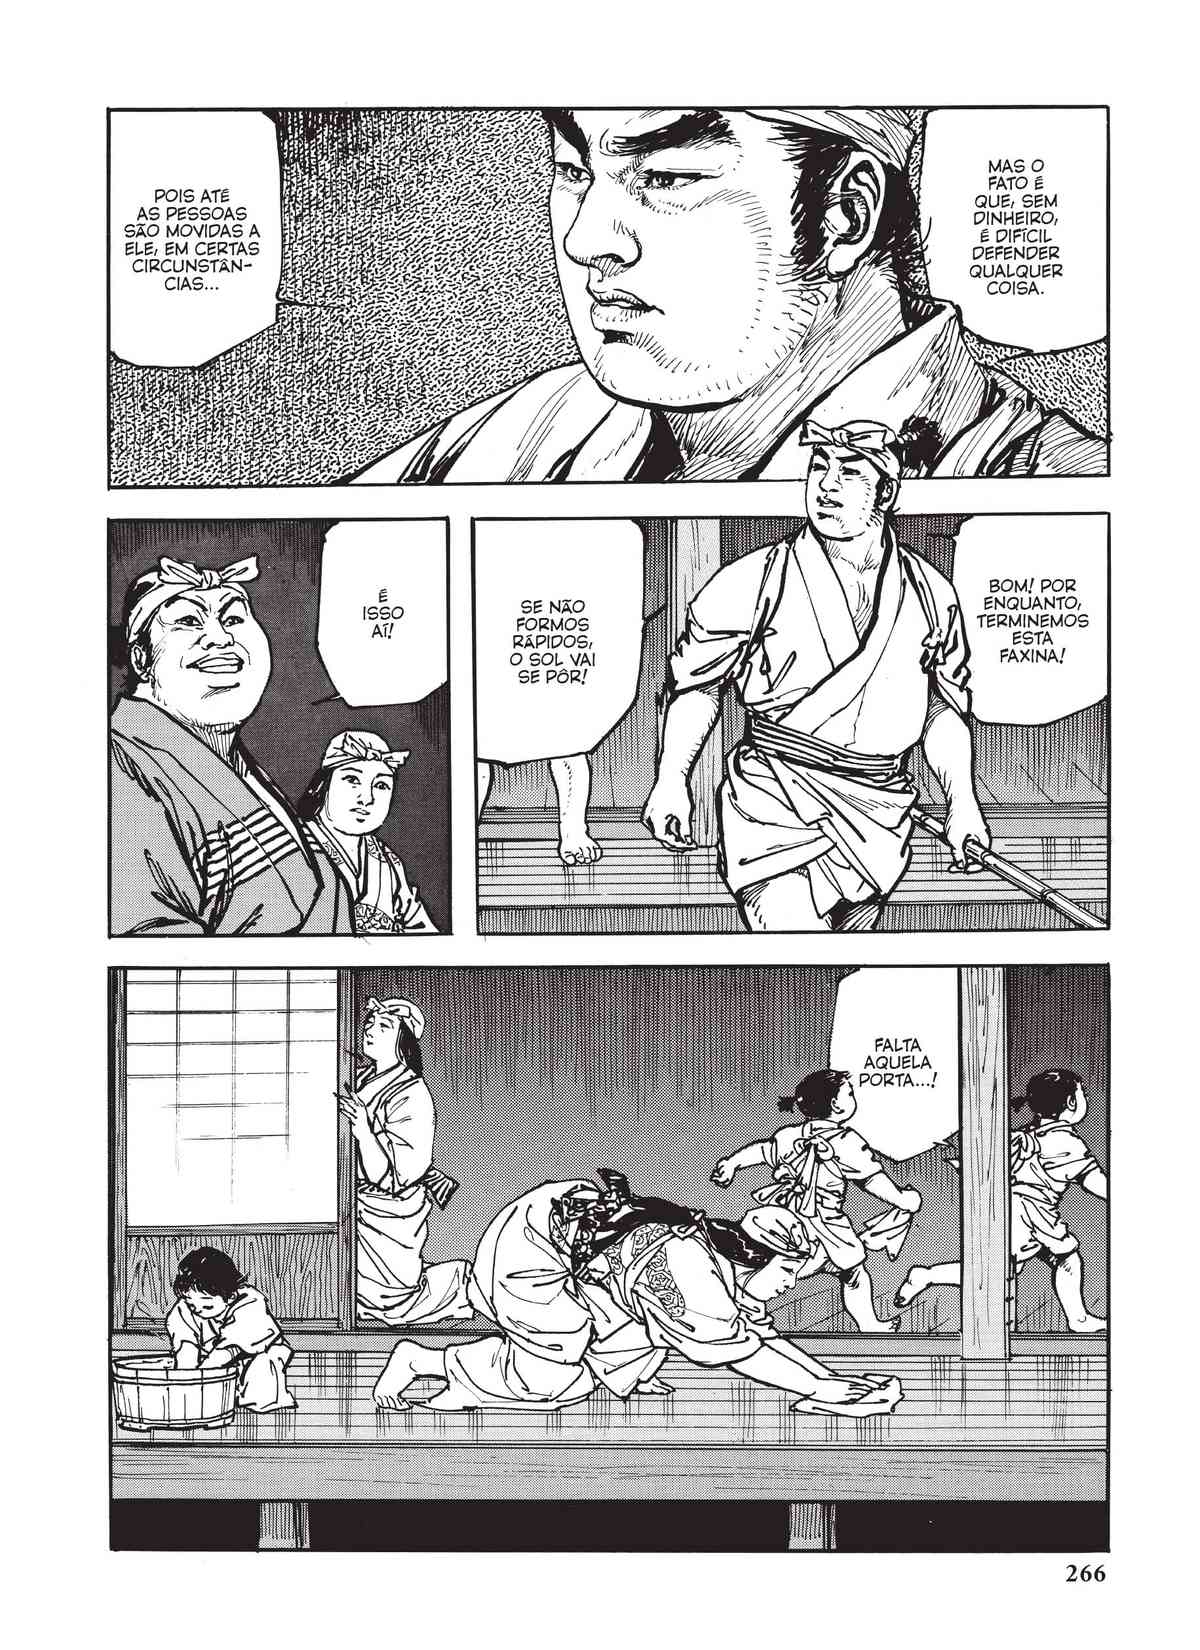 MAS O
FATO É
QUE, SEM
DINHEIRO,
É DIFÍCIL
DEFENDER
QUALQUER
COISA.
POIS ATÉ
AS PESSOAS
SÃO MOVIDAS A
ELE, EM CERTAS
CIRCUNSTÂN-
CIAS...
BOM! POR
ENQUANTO,
TERMINEMOS
ESTA
FAXINA!
SE NÃO
FORMOS
RÁPIDOS,
O SOL VAI
SE PÔR!
É
ISSO
AÍ!
FALTA
AQUELA
PORTA...!
266